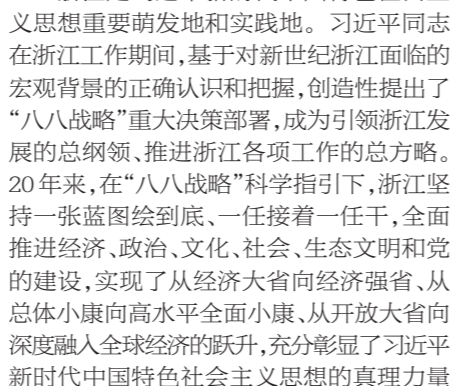 义思想重要萌发地和实践地。习近平同志
在浙江工作期间,基于对新世纪浙江面临的
宏观背景的正确认识和把握,创造性提出了
“八八战略”重大决策部署,成为引领浙江发
展的总纲领、推进浙江各项工作的总方略。
20年来,在“八八战略”科学指引下,浙江坚
持一张蓝图绘到底、一任接着一任干,全面
推进经济、政治、文化、社会、生态文明和党
的建设,实现了从经济大省向经济强省、从
总体小康向高水平全面小康、从开放大省向
深度融入全球经济的跃升,充分彰显了习近平
新时代中国特色社会主义思想的真理力量